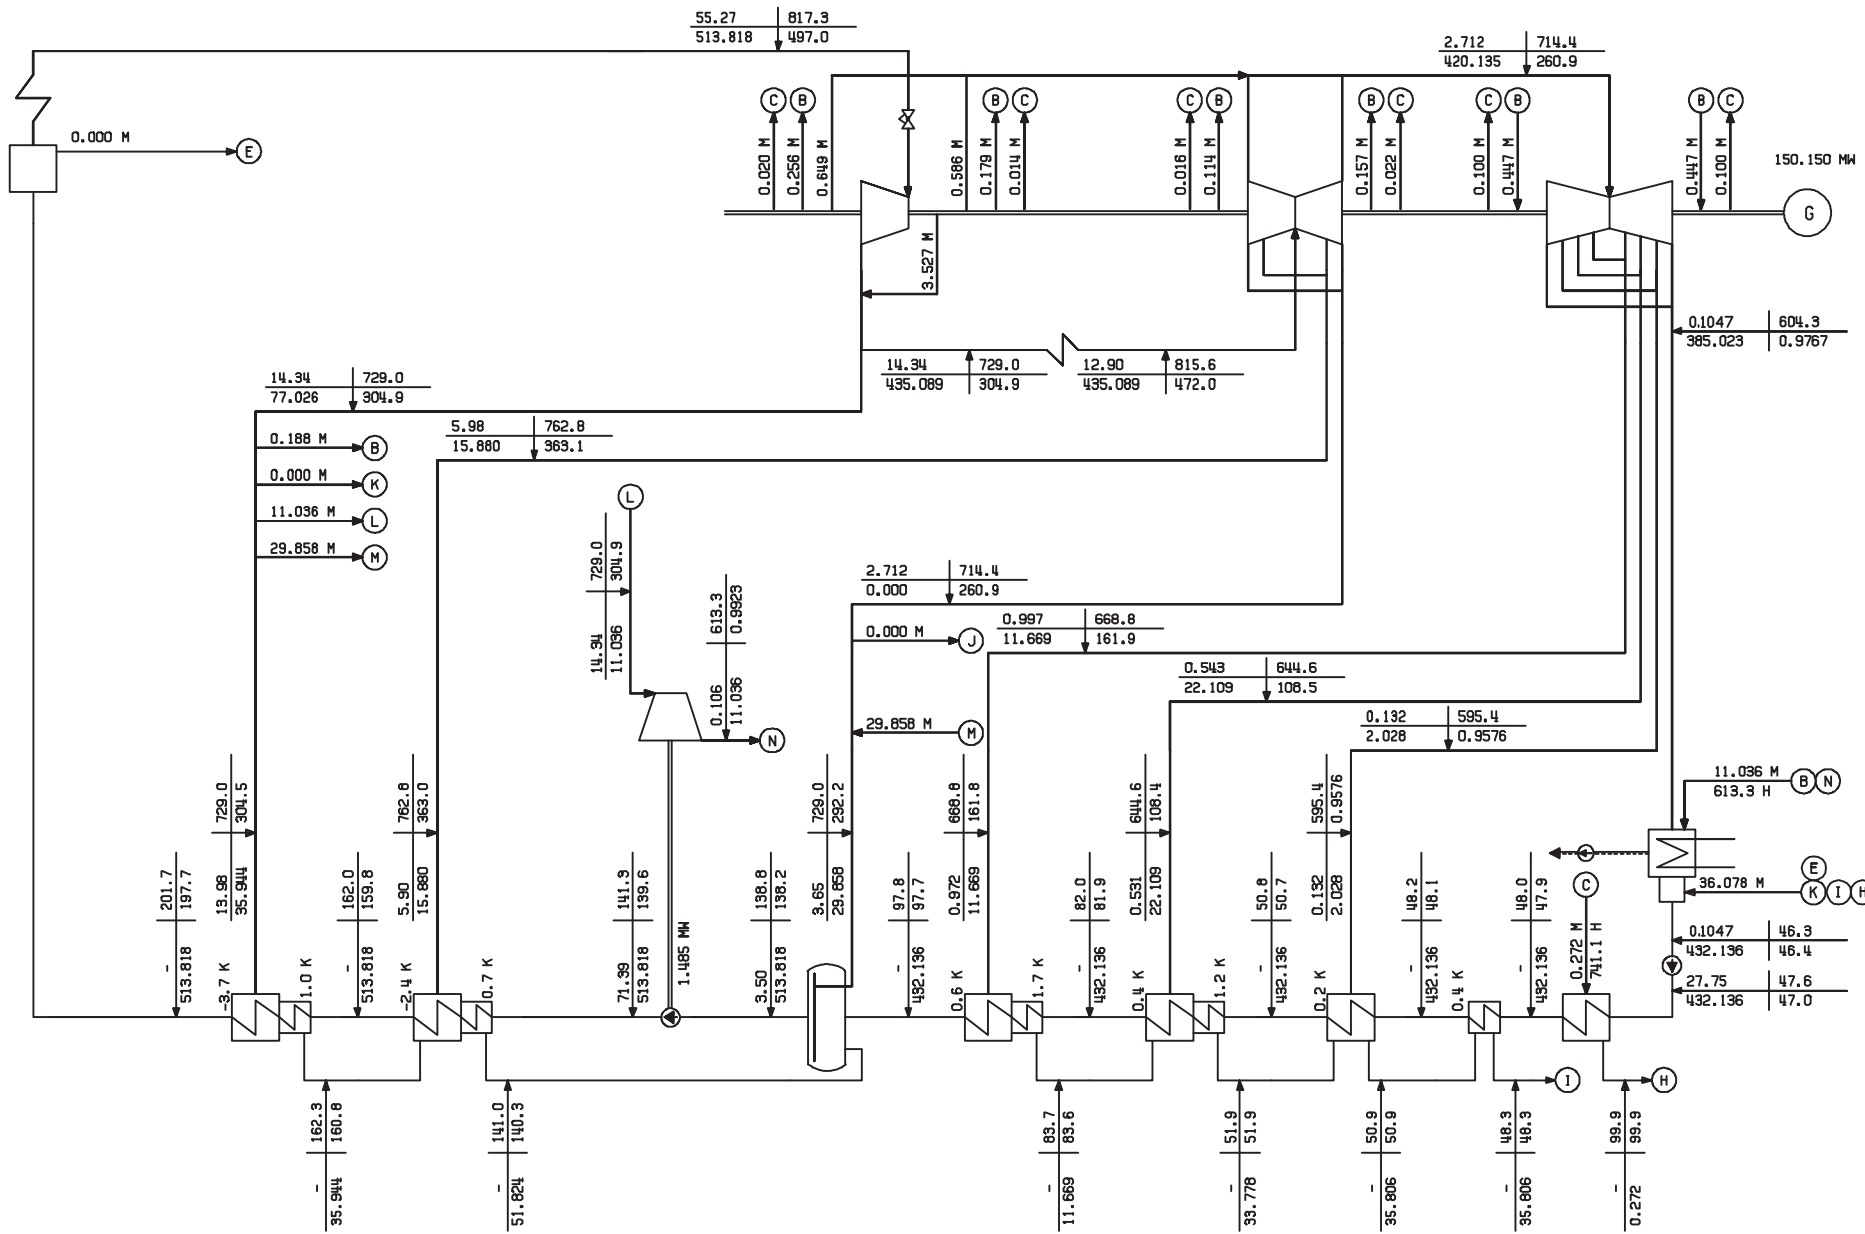 55.27 817.3
513.818 497.0
2.712 714.4
420.135 260.9
0.000 M
E
C
B
B
C
C
B
B
C
C
B
B
C
0.020 M
0.256 M
0.649 M
0.586 M
0.179 M
0.014 M
0.016 M
0.114 M
0.157 M
0.022 M
0.100 M
0.447 M
0.447 M
0.100 M
150.150 MW
G
3.527 M
0.1047 604.3
385.023 0.9767
14.34 729.0
435.089 304.9
12.90 815.6
435.089 472.0
14.34 729.0
77.026 304.9
5.98 762.8
15.880 363.1
0.188 M
B
0.000 M
K
11.036 M
L
29.858 M
M
L
729.0
304.9
14.34
11.036
613.3
0.9923
0.106
11.036
N
2.712 714.4
0.000 260.9
0.000 M
J
0.997 668.8
11.669 161.9
0.543 644.6
22.109 108.5
29.858 M
M
0.132 595.4
2.028 0.9576
11.036 M
613.3 H
B
N
729.0
304.5
13.98
35.944
762.8
363.0
5.90
15.880
729.0
292.2
3.65
29.858
668.8
161.8
0.972
11.669
644.6
108.4
0.531
22.109
595.4
0.9576
0.132
2.028
E
36.078 M
K
I
H
C
0.272 M
741.1 H
201.7
197.7
-
513.818
162.0
159.8
-
513.818
141.9
139.6
71.39
513.818
1.485 MW
138.8
138.2
3.50
513.818
97.8
97.7
-
432.136
82.0
81.9
-
432.136
50.8
50.7
-
432.136
48.2
48.1
-
432.136
48.0
47.9
-
432.136
0.1047 46.3
432.136 46.4
27.75 47.6
432.136 47.0
-3.7 K
1.0 K
-2.4 K
0.7 K
0.6 K
1.7 K
0.4 K
1.2 K
0.2 K
0.4 K
I
H
162.3
160.8
-
35.944
141.0
140.3
-
51.824
83.7
83.6
-
11.669
51.9
51.9
-
33.778
50.9
50.9
-
35.806
48.3
48.3
-
35.806
99.9
99.9
-
0.272